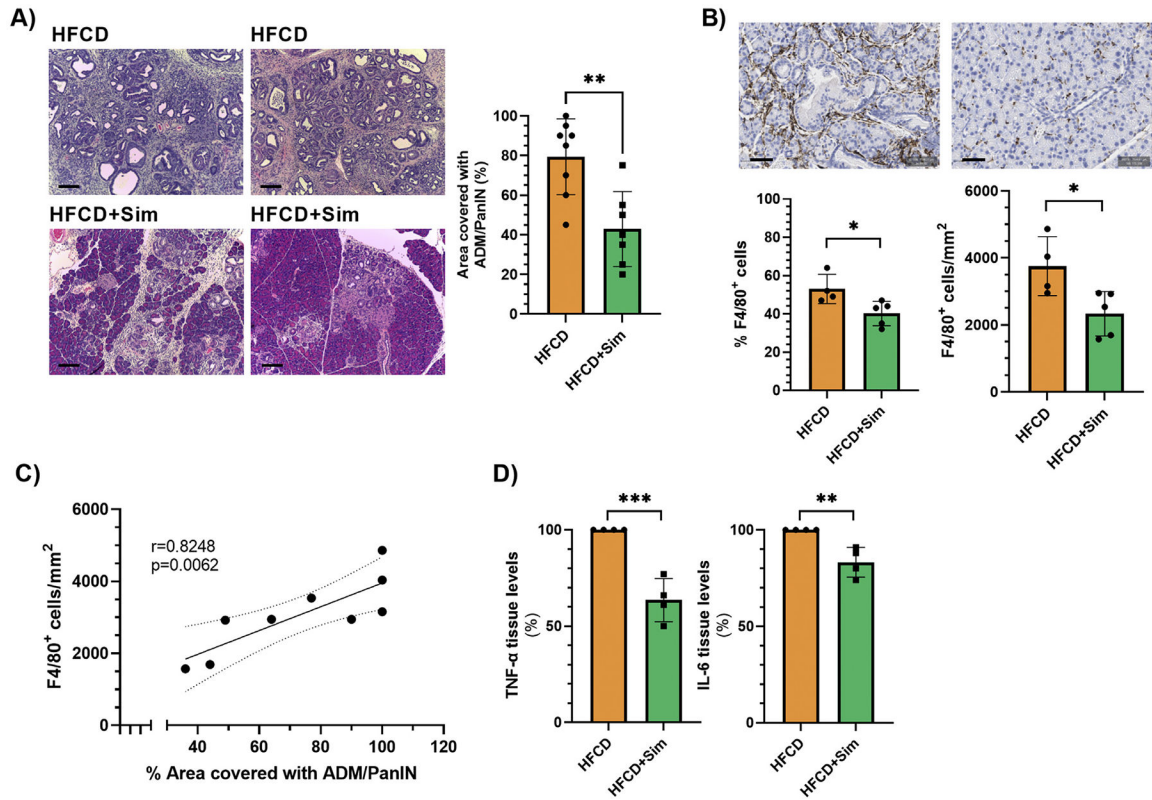 A)
HFCD
HFCD
HFCD+Sim
HFCD+Sim
Area covered with
ADM/PanIN (%)
100
80
60
40
20
0
**
HFCD
HFCD+Sim
B)
% F4/80+ cells
100
80
60
40
20
0
*
HFCD
HFCD+Sim
F4/80+ cells/mm2
6000
4000
2000
0
*
HFCD
HFCD+Sim
C)
F4/80+ cells/mm2
6000
4000
2000
0
r=0.8248
p=0.0062
40 60 80 100 120
% Area covered with ADM/PanIN
D)
TNF-α tissue levels
(%)
100
50
0
***
HFCD
HFCD+Sim
IL-6 tissue levels
(%)
100
50
0
**
HFCD
HFCD+Sim